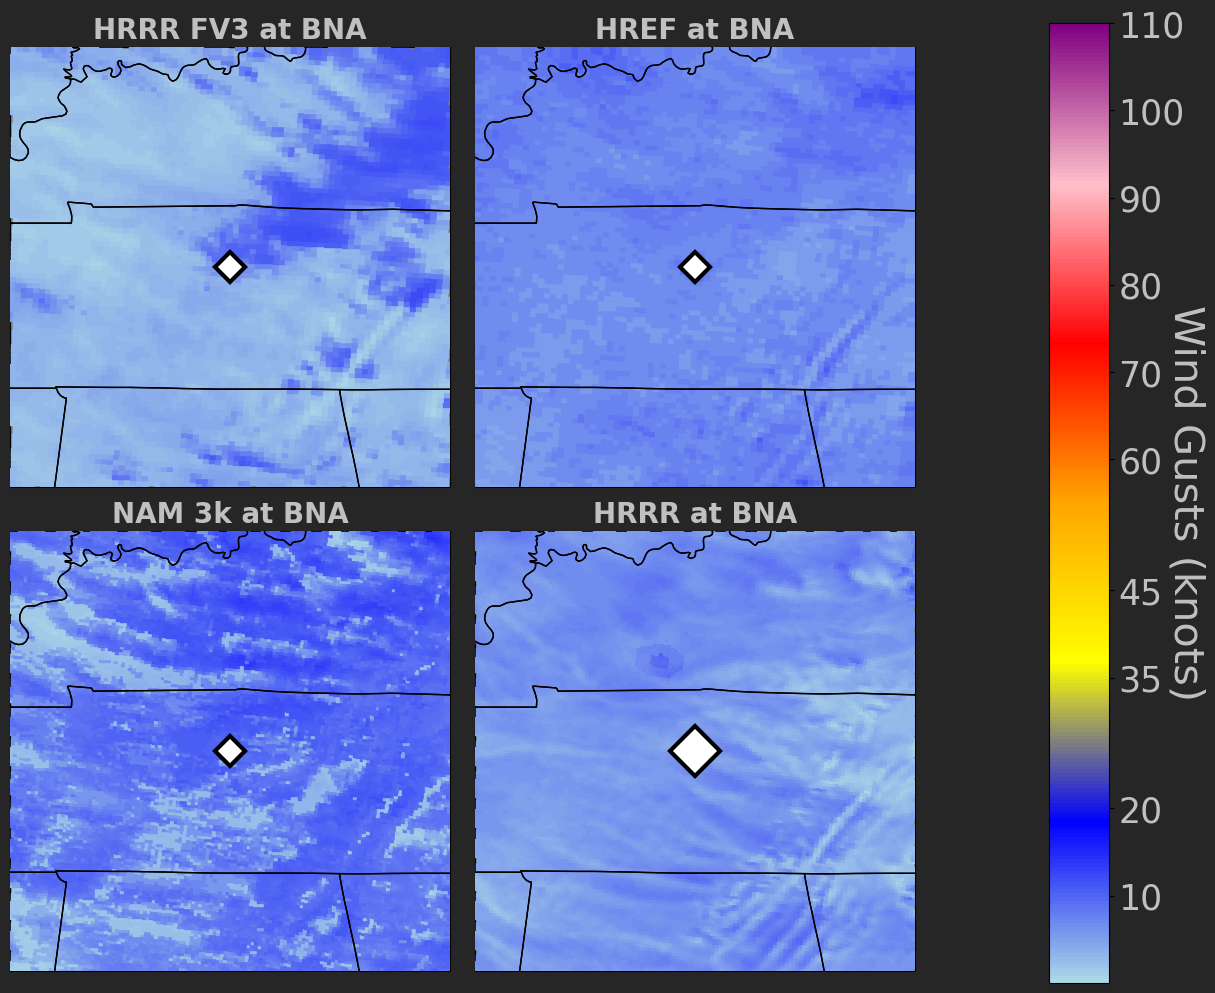 HRRR FV3 at BNA
HREF at BNA
NAM 3k at BNA
HRRR at BNA
110
100
90
80
70
60
45
35
20
10
Wind Gusts (knots)